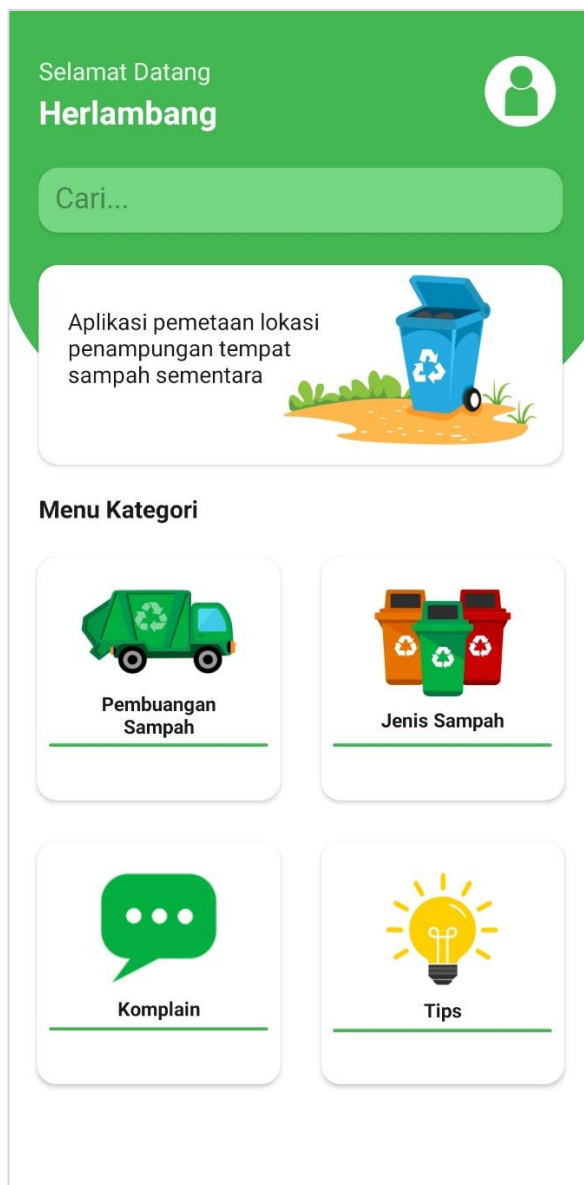 Selamat Datang
Herlambang
Cari...
Aplikasi pemetaan lokasi
penampungan tempat
sampah sementara
Menu Kategori
Pembuangan
Sampah
Jenis Sampah
Komplain
Tips